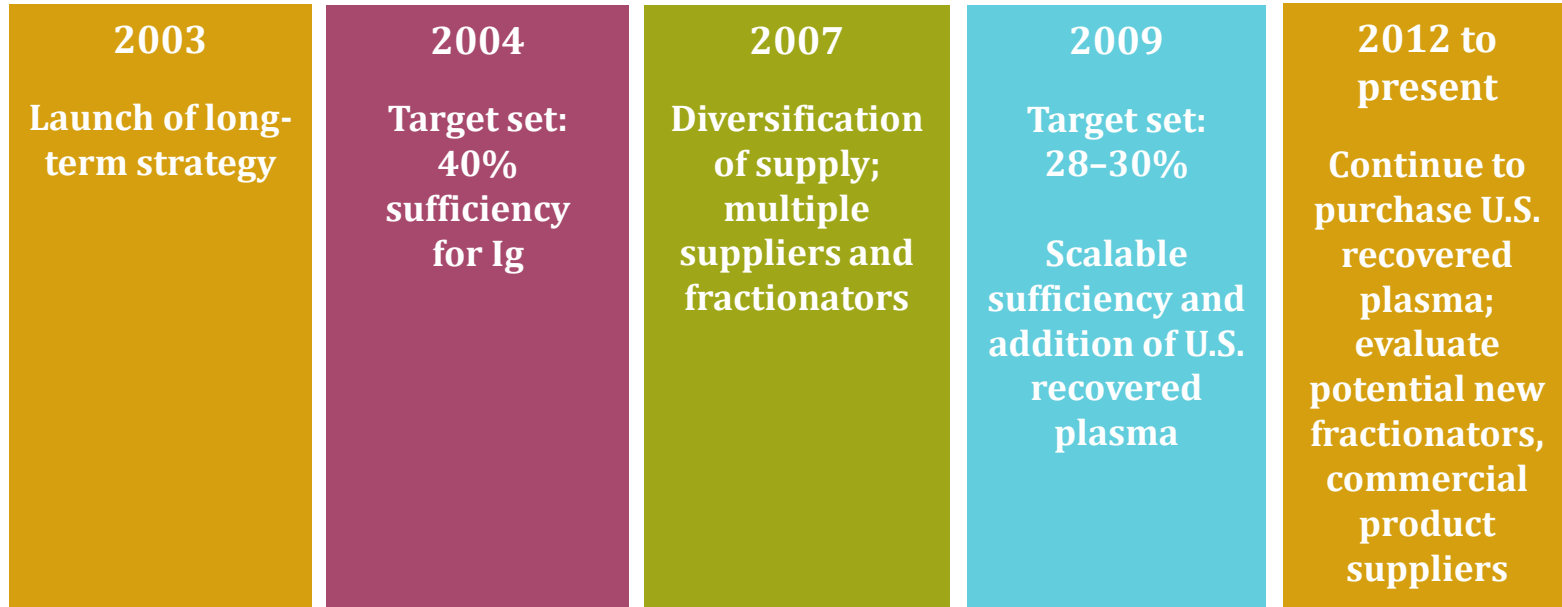 2003
Launch of long-
term strategy
2004
Target set:
40%
sufficiency
for Ig
2007
Diversification
of supply;
multiple
suppliers and
fractionators
2009
Target set:
28–30%
Scalable
sufficiency and
addition of U.S.
recovered
plasma
2012 to
present
Continue to
purchase U.S.
recovered
plasma;
evaluate
potential new
fractionators,
commercial
product
suppliers